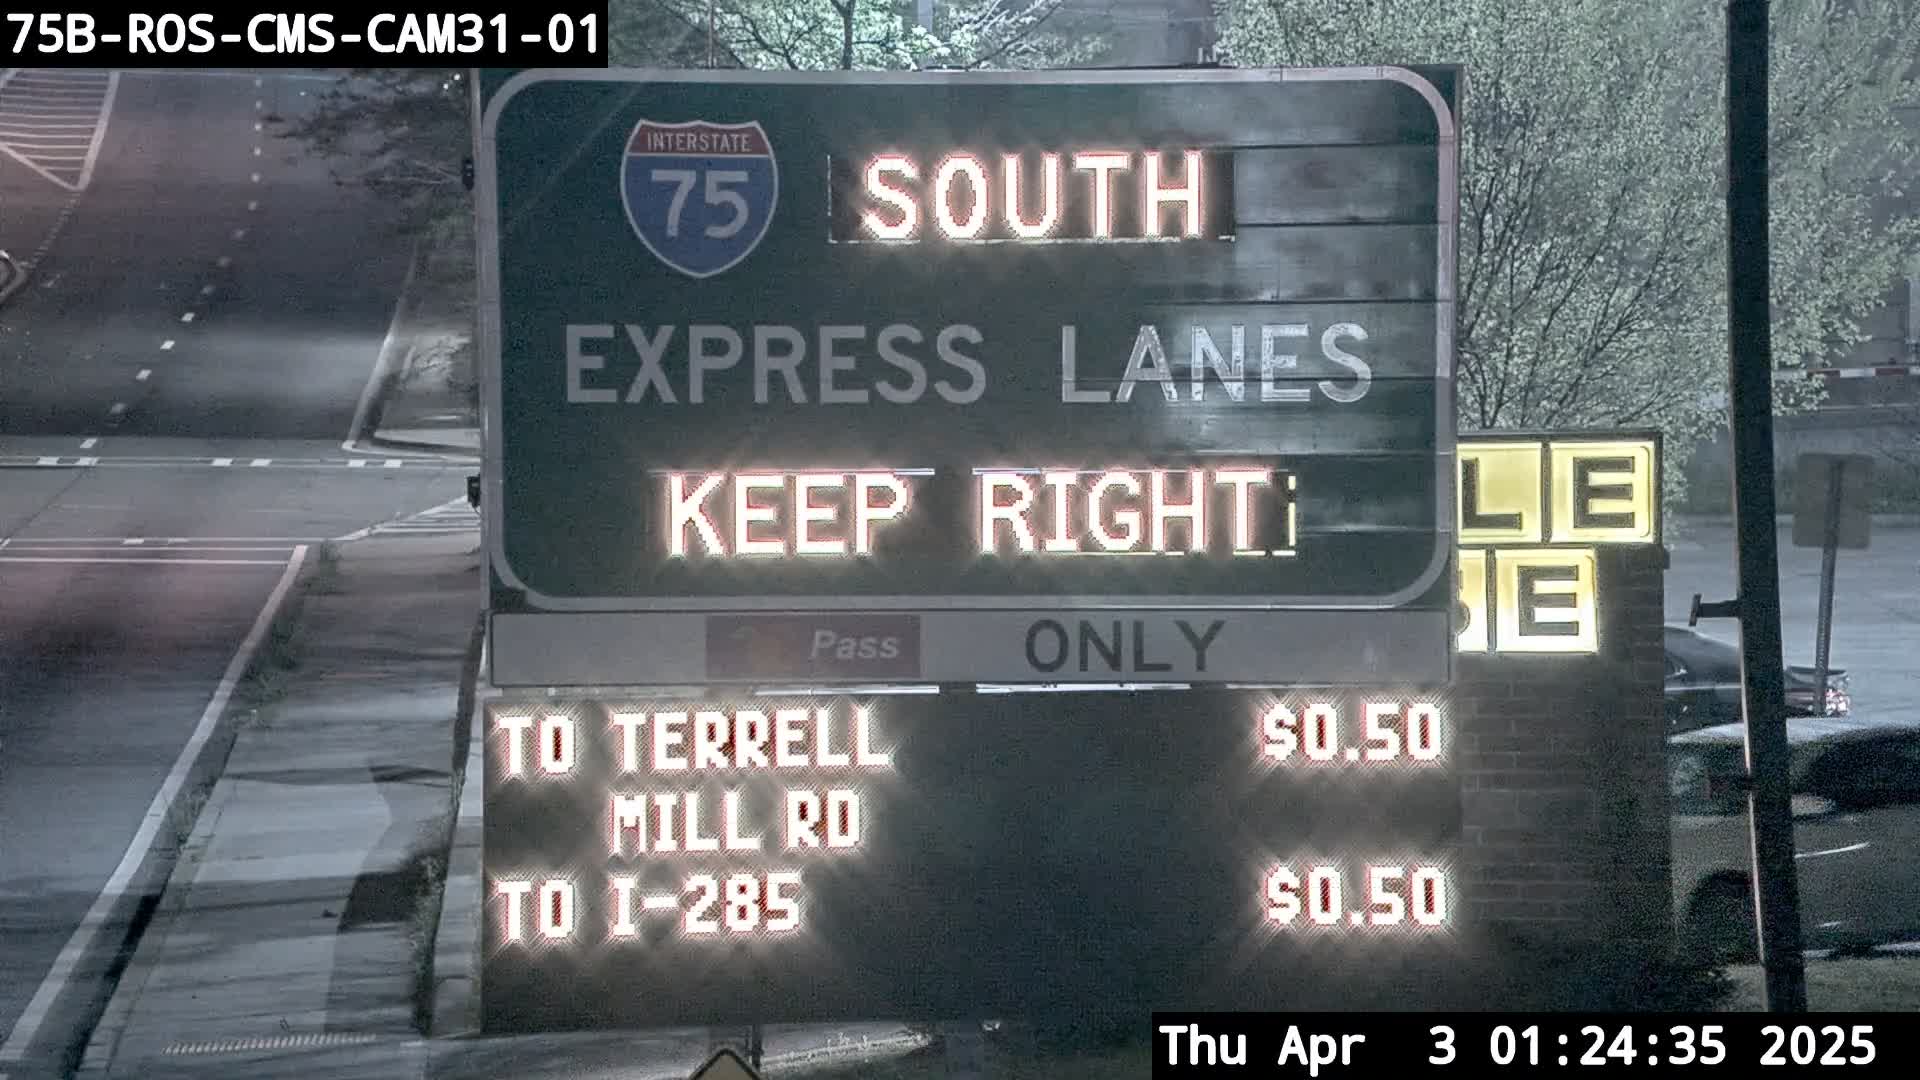 75B-ROS-CMS-CAM31-01
INTERSTATE
75
SOUTH
EXPRESS LANES
KEEP RIGHT
Pass ONLY
TO TERRELL $0.50
MILL RD
TO I-285 $0.50
LE
E
Thu Apr 3 01:24:35 2025